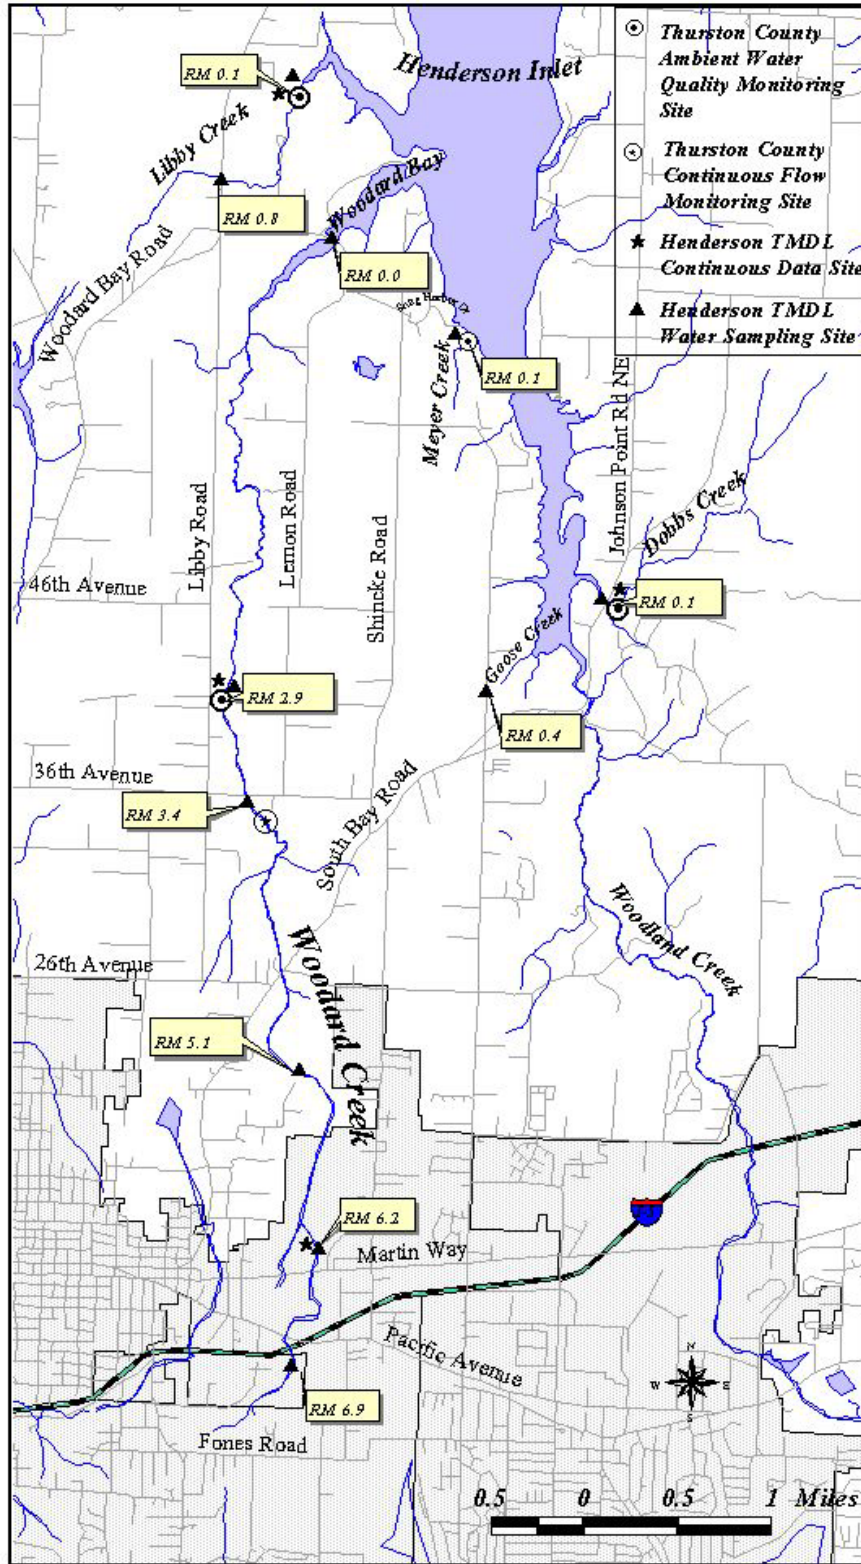 Thurston County
Ambient Water
Quality Monitoring
Site
Thurston County
Continuous Flow
Monitoring Site
Henderson TMDL
Continuous Data Site
Henderson TMDL
Water Sampling Site
Henderson Inlet
RM 0.1
Libby Creek
RM 0.8
Woodard Bay
Woodard Bay Road
RM 0.0
Snug Harbor Dr
Meyer Creek
RM 0.1
Johnson Point Rd NE
Dobbs Creek
Libby Road
Lemon Road
Shincke Road
46th Avenue
RM 0.1
Goose Creek
RM 2.9
RM 0.4
36th Avenue
RM 3.4
South Bay Road
Woodland Creek
Woodard Creek
26th Avenue
RM 5.1
RM 6.2
Martin Way
Pacific Avenue
N
W
E
S
RM 6.9
Fones Road
0.5 0 0.5 1 Miles